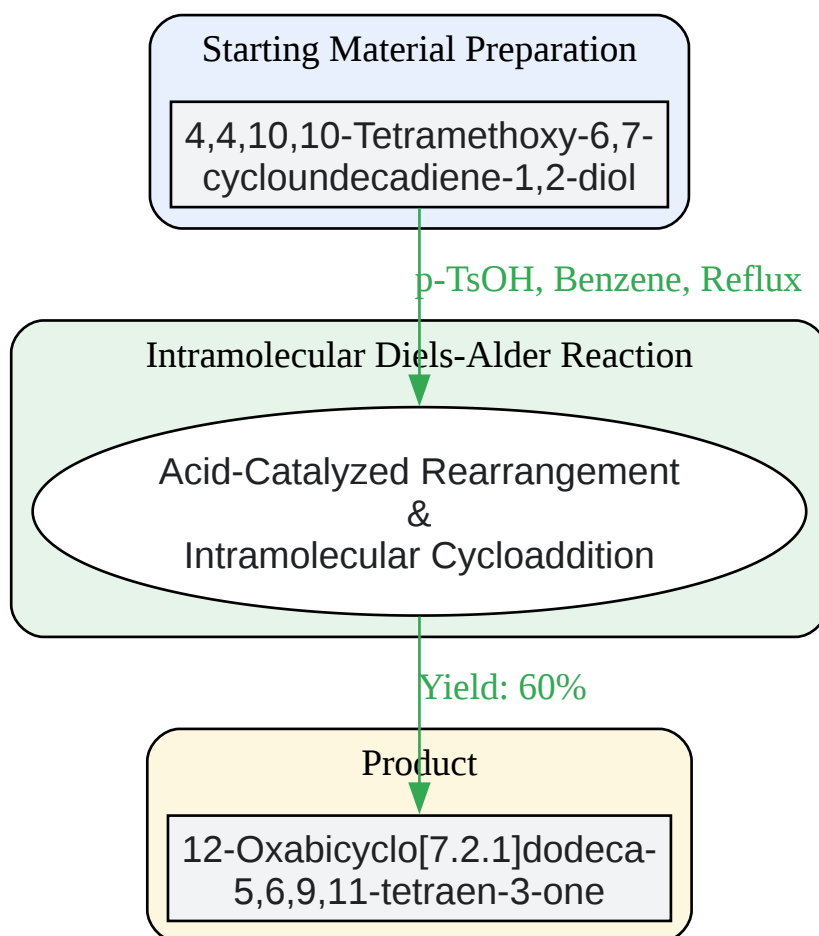 Starting Material Preparation
4,4,10,10-Tetramethoxy-6,7-
cycloundecadiene-1,2-diol
p-TsOH, Benzene, Reflux
Intramolecular Diels-Alder Reaction
Acid-Catalyzed Rearrangement
&
Intramolecular Cycloaddition
Yield: 60%
Product
12-Oxabicyclo[7.2.1]dodeca-
5,6,9,11-tetraen-3-one